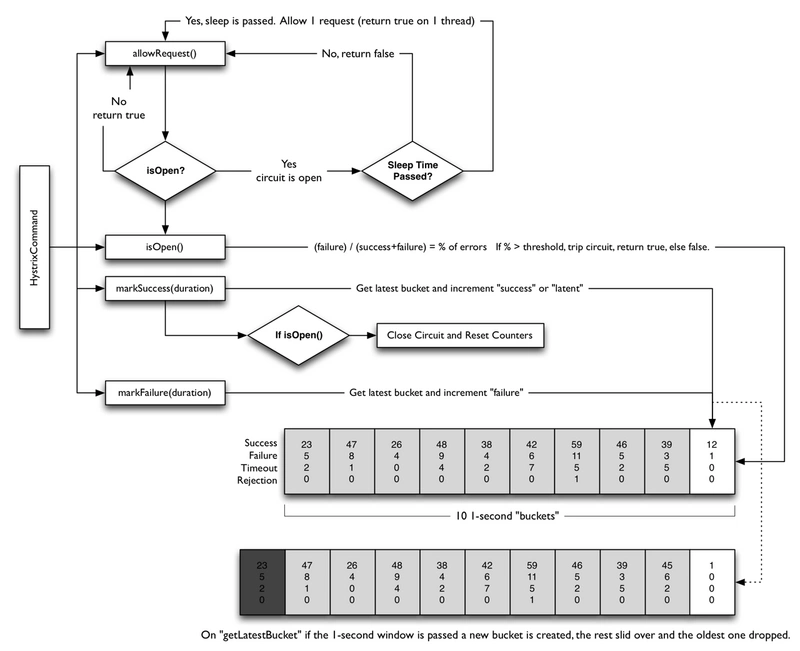 Yes, sleep is passed. Allow 1 request (return true on 1 thread)
allowRequest()
No, return false
No
return true
isOpen?
Yes
circuit is open
Sleep Time
Passed?
HystrixCommand
isOpen()
(failure) / (success+failure) = % of errors If % > threshold, trip circuit, return true, else false.
markSuccess(duration)
Get latest bucket and increment "success" or "latent"
If isOpen()
Close Circuit and Reset Counters
markFailure(duration)
Get latest bucket and increment "failure"
Success 23 47 26 48 38 42 59 46 39 12
Failure 5 8 4 9 4 6 11 5 3 1
Timeout 2 1 0 4 2 7 5 2 5 0
Rejection 0 0 0 0 0 0 1 0 0 0
10 1-second "buckets"
23 47 26 48 38 42 59 46 39 45 1
5 8 4 9 4 6 11 5 3 6 0
2 1 0 4 2 7 5 2 5 2 0
0 0 0 0 0 0 1 0 0 0 0
On "getLatestBucket" if the 1-second window is passed a new bucket is created, the rest slid over and the oldest one dropped.